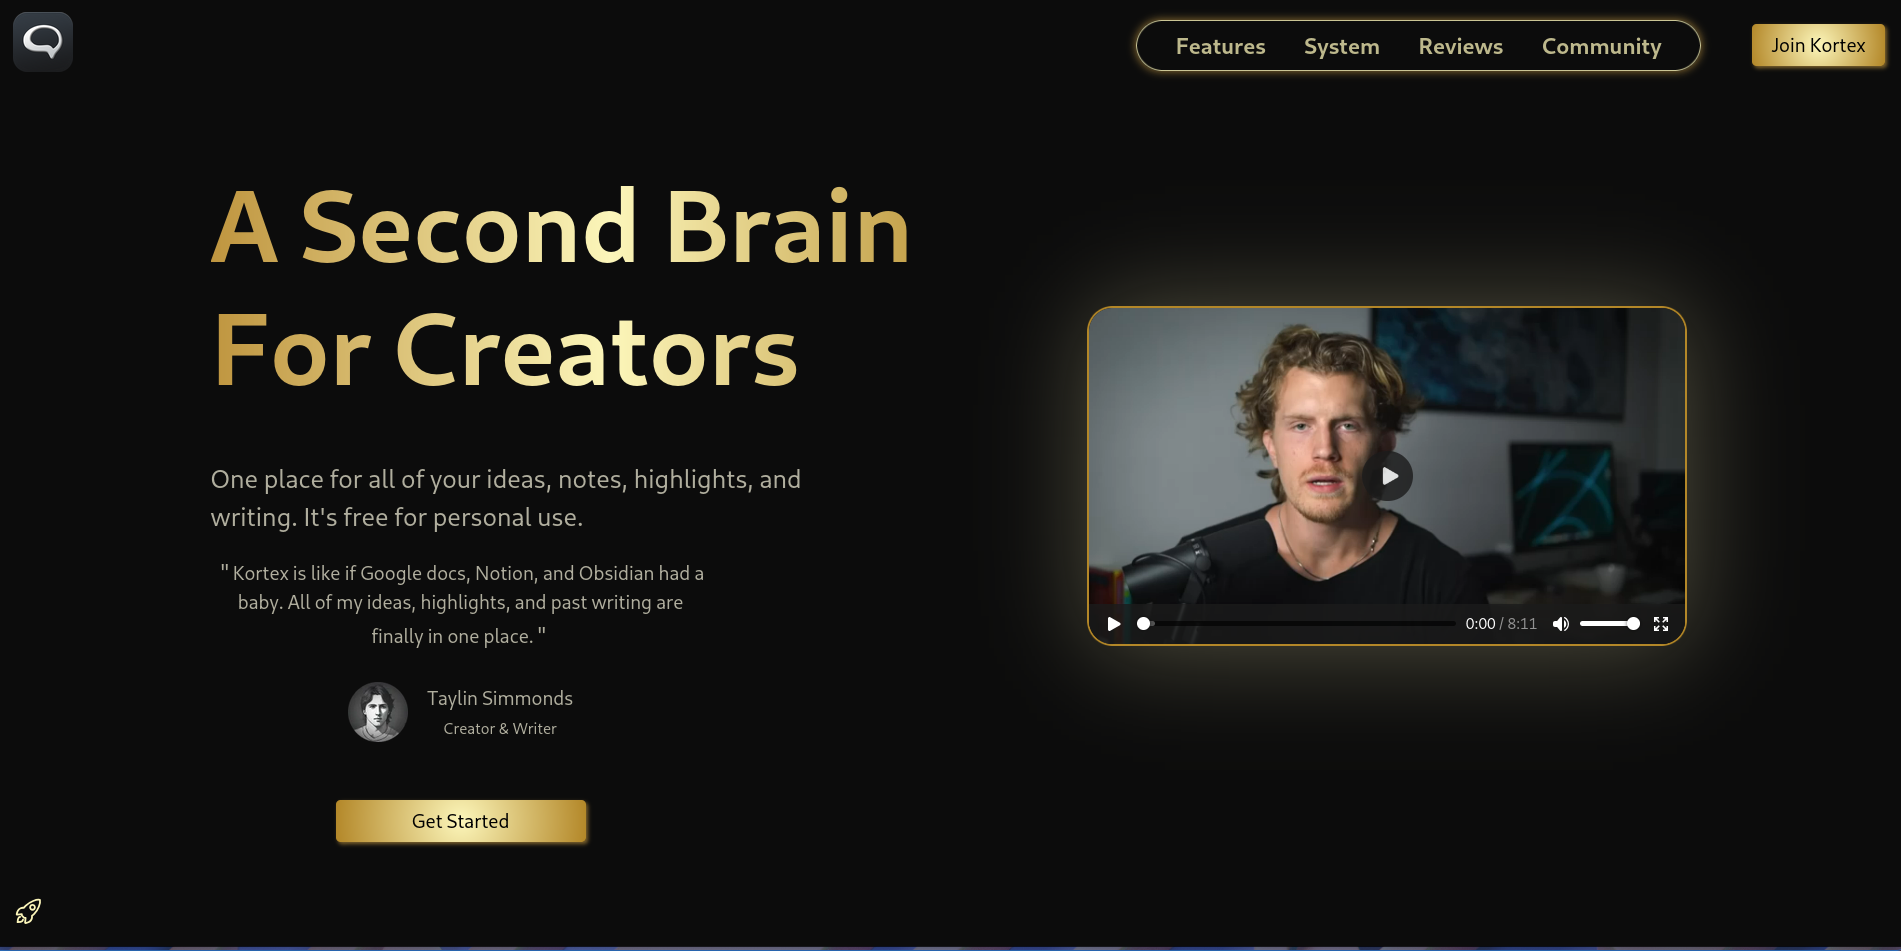 Features System Reviews Community
Join Kortex
A Second Brain
For Creators
One place for all of your ideas, notes, highlights, and
writing. It's free for personal use.
" Kortex is like if Google docs, Notion, and Obsidian had a
baby. All of my ideas, highlights, and past writing are
finally in one place. "
Taylin Simmonds
Creator & Writer
Get Started
0:00 / 8:11